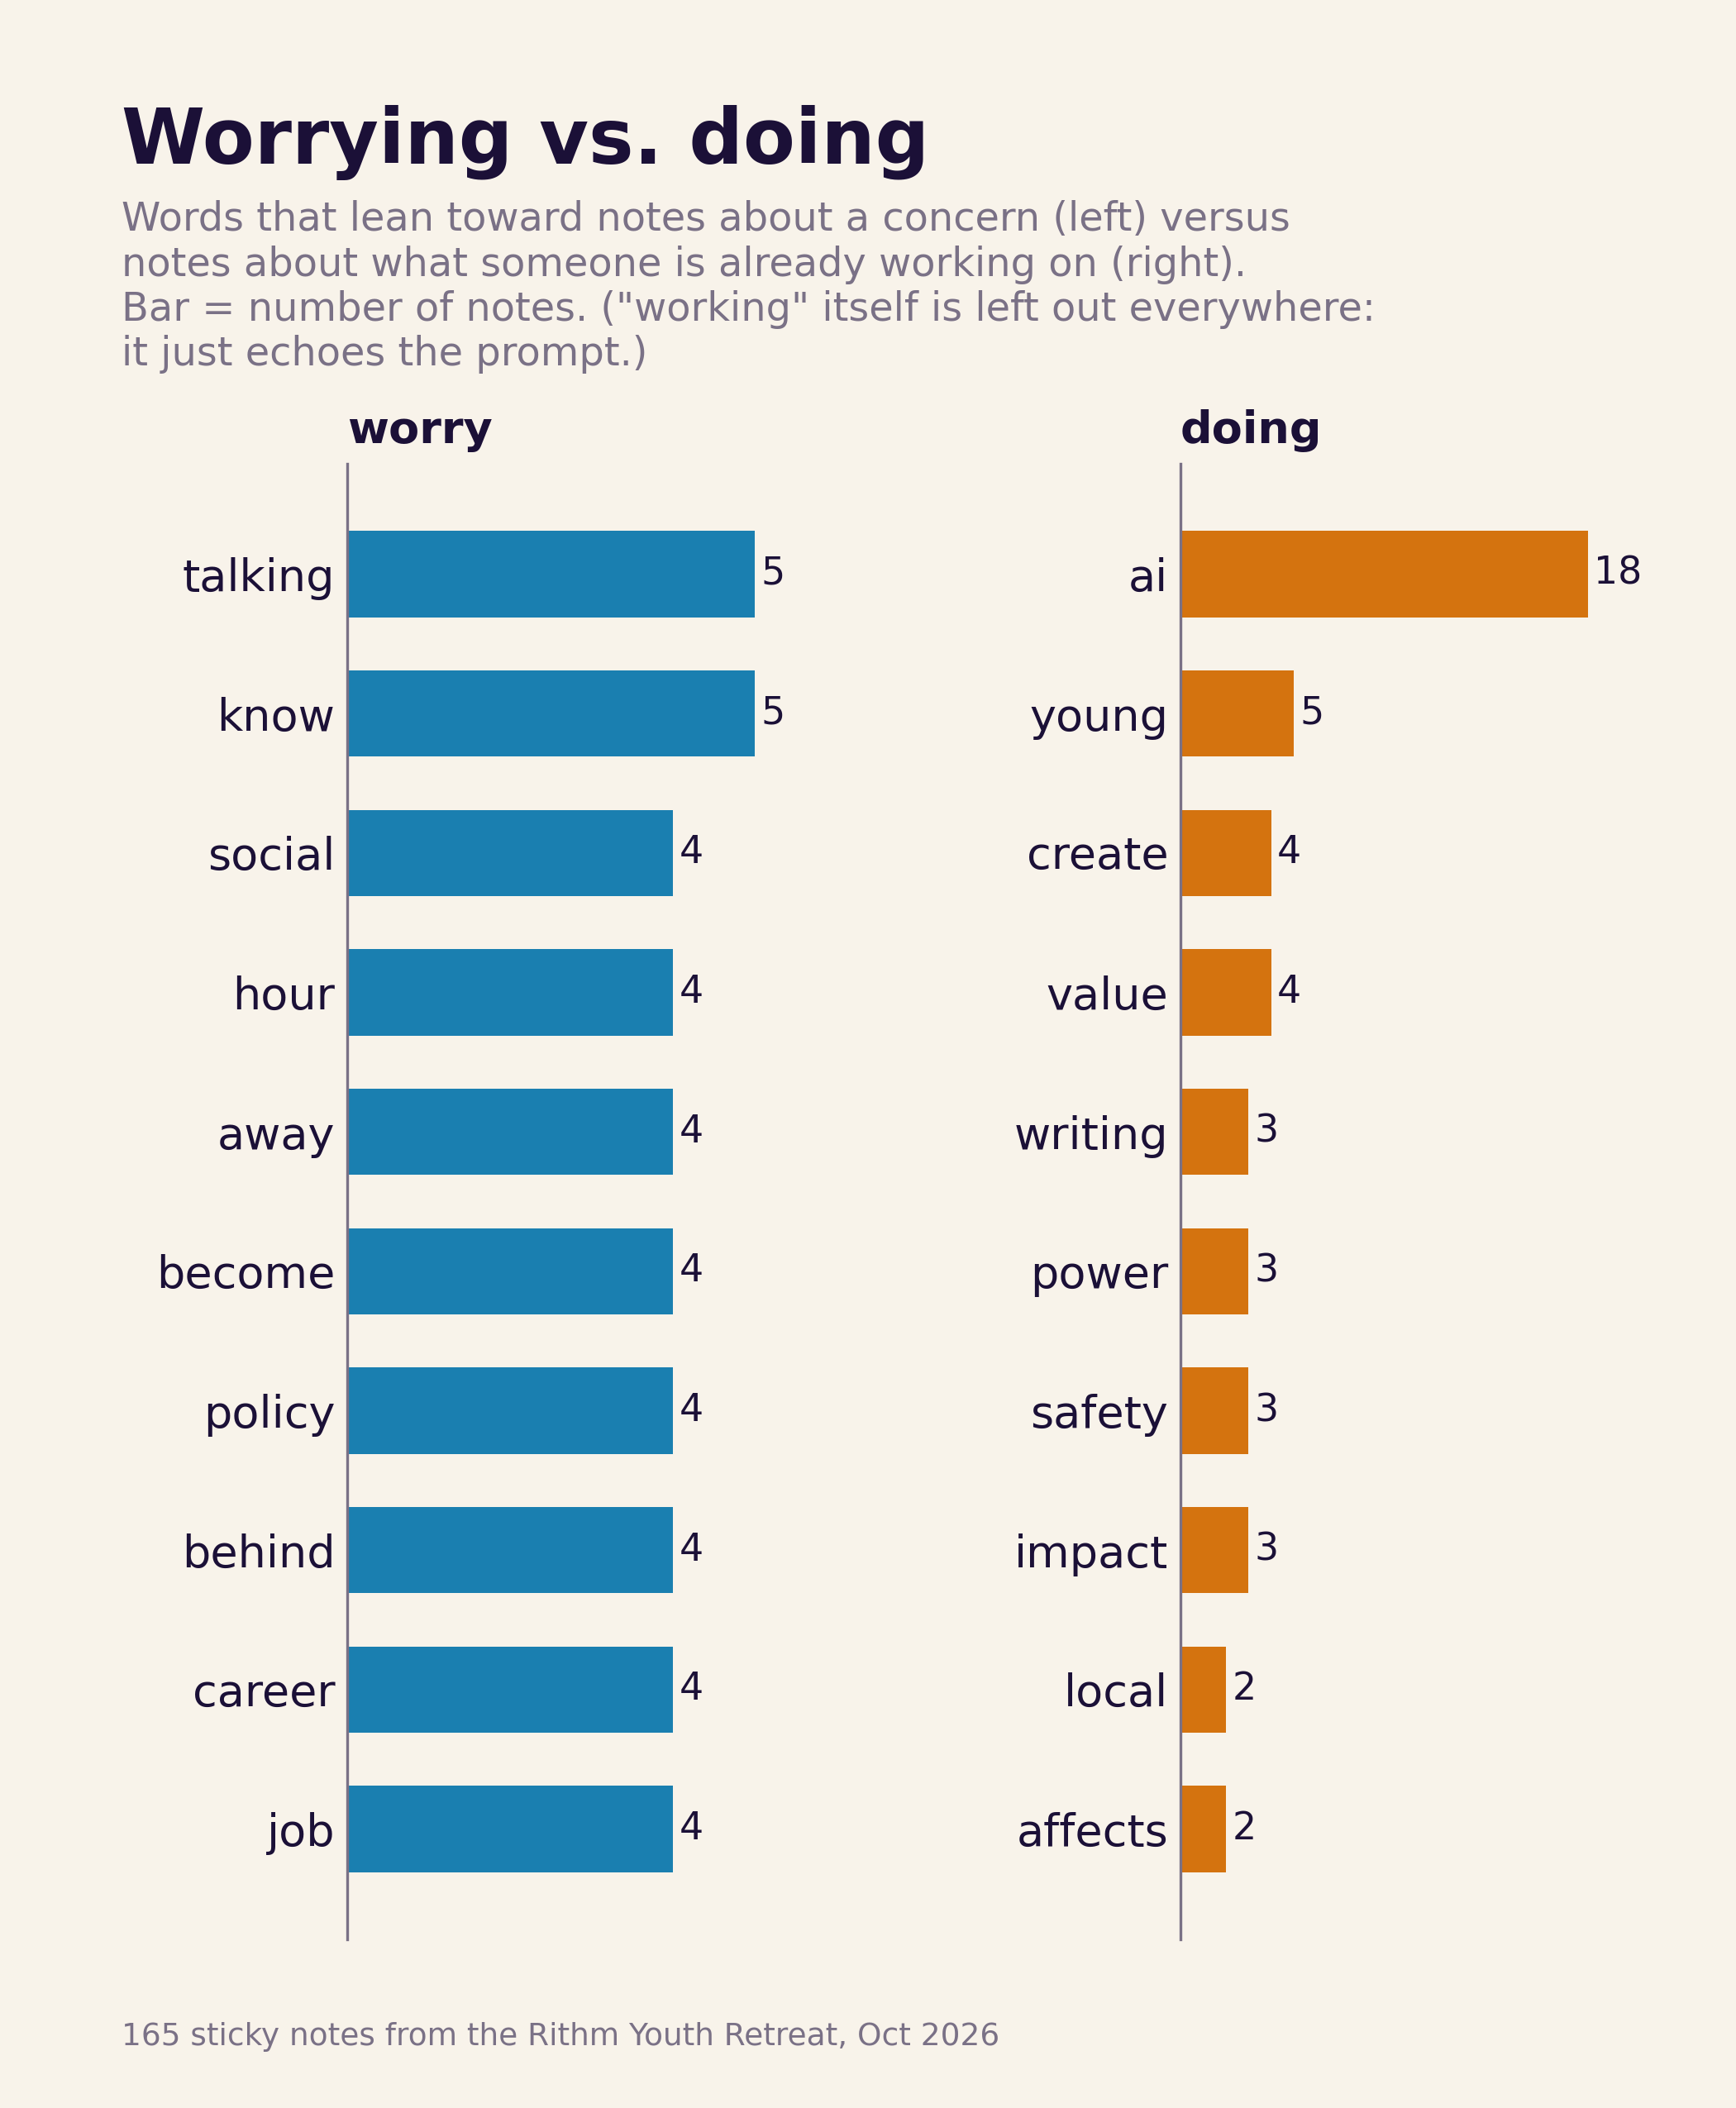 Worrying vs. doing
Words that lean toward notes about a concern (left) versus
notes about what someone is already working on (right).
Bar = number of notes. ("working" itself is left out everywhere:
it just echoes the prompt.)
worry
talking 5
know 5
social 4
hour 4
away 4
become 4
policy 4
behind 4
career 4
job 4
doing
ai 18
young 5
create 4
value 4
writing 3
power 3
safety 3
impact 3
local 2
affects 2
165 sticky notes from the Rithm Youth Retreat, Oct 2026